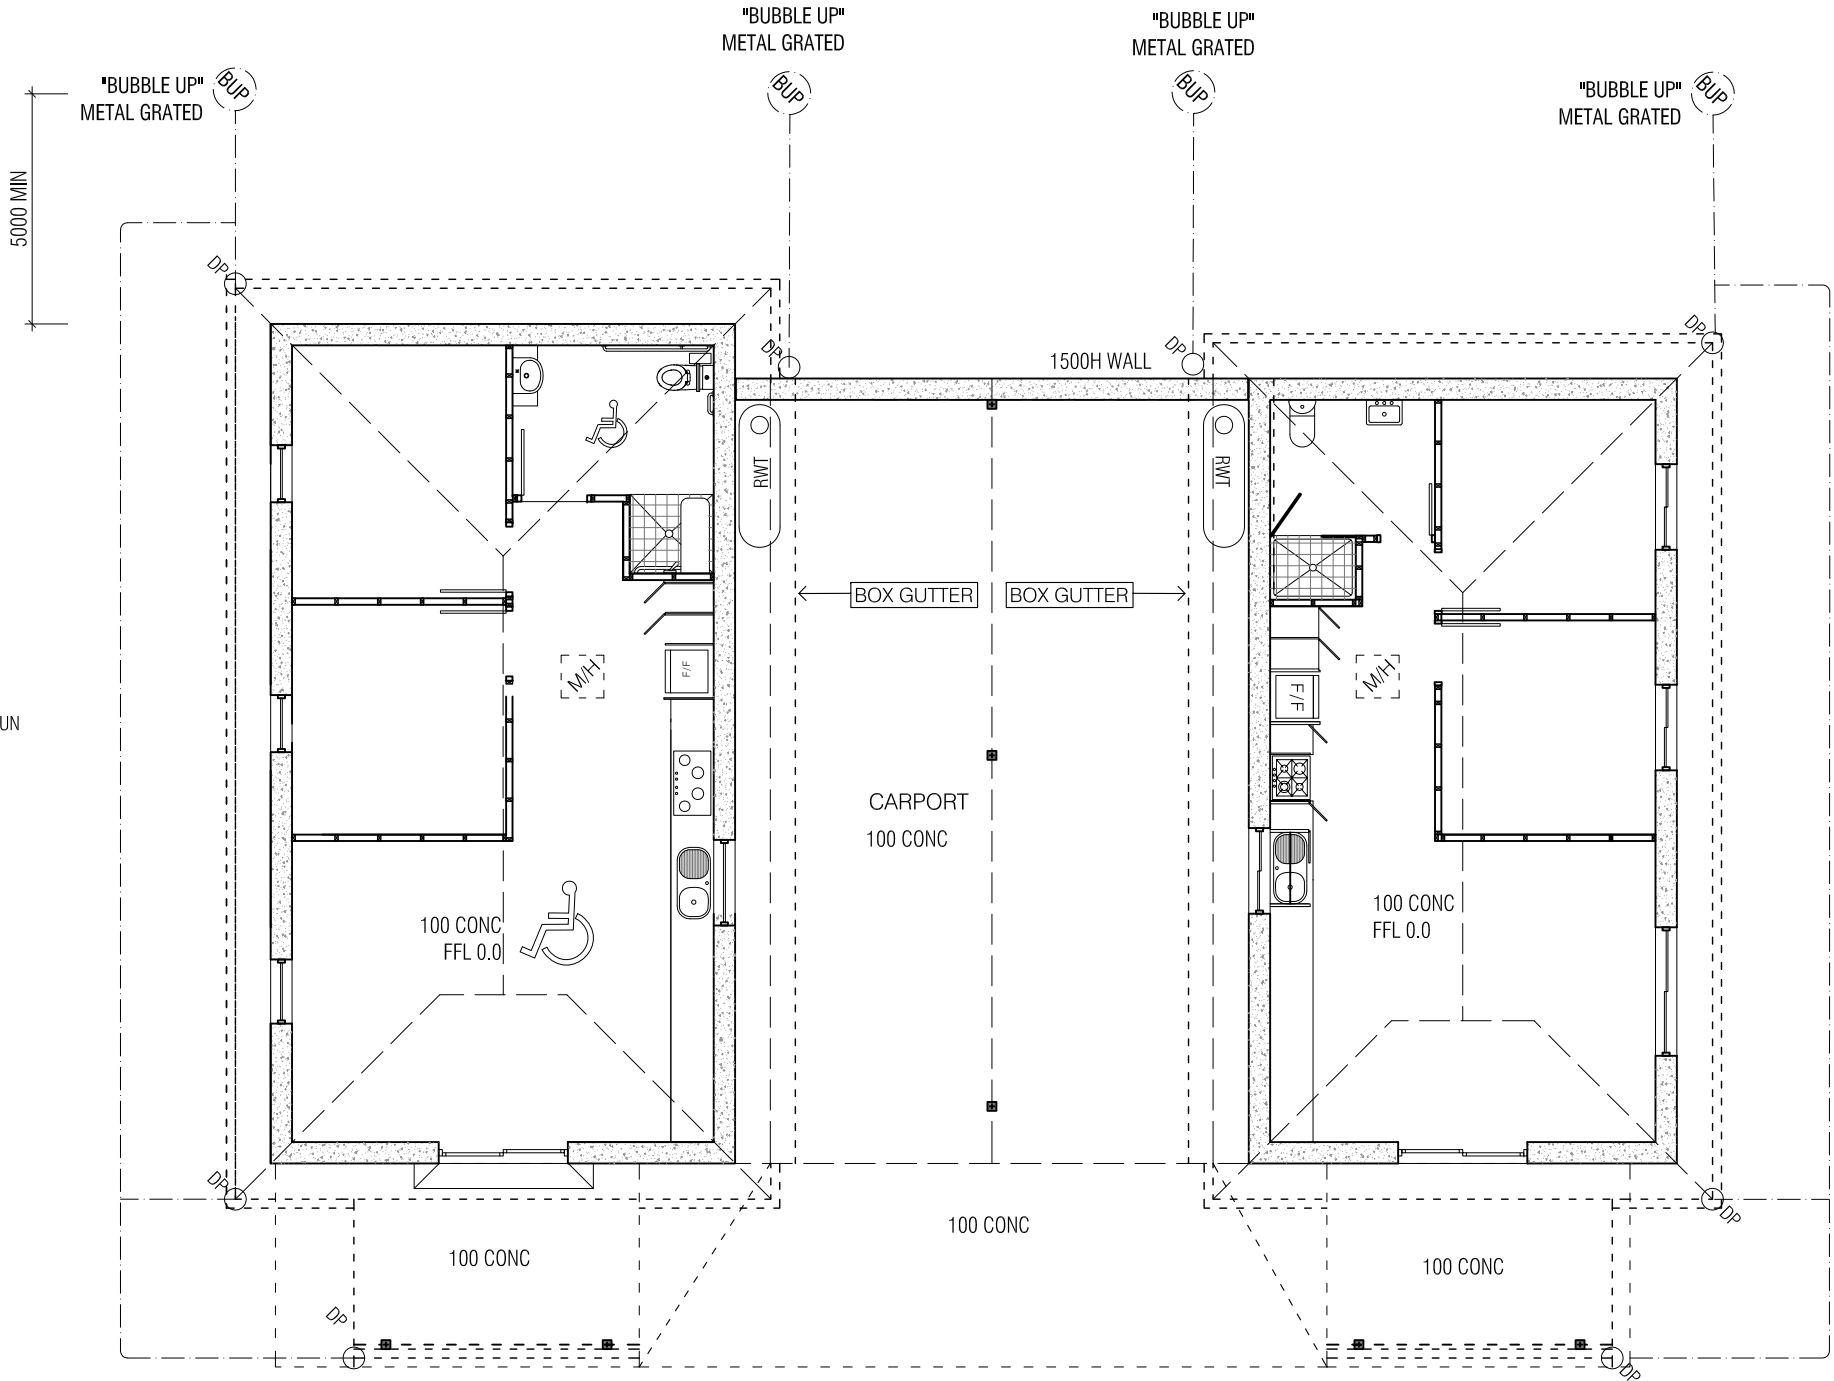 "BUBBLE UP"
METAL GRATED
"BUBBLE UP"
METAL GRATED
"BUBBLE UP"
METAL GRATED
BUP
BUP
BUP
"BUBBLE UP"
METAL GRATED
BUP
5000 MIN
DP
DP
1500H WALL
DP
DP
RWT
RWT
BOX GUTTER
BOX GUTTER
M/H
F/F
M/H
F/F
UN
CARPORT
100 CONC
100 CONC
FFL 0.0
100 CONC
FFL 0.0
DP
DP
100 CONC
100 CONC
100 CONC
DP
DP